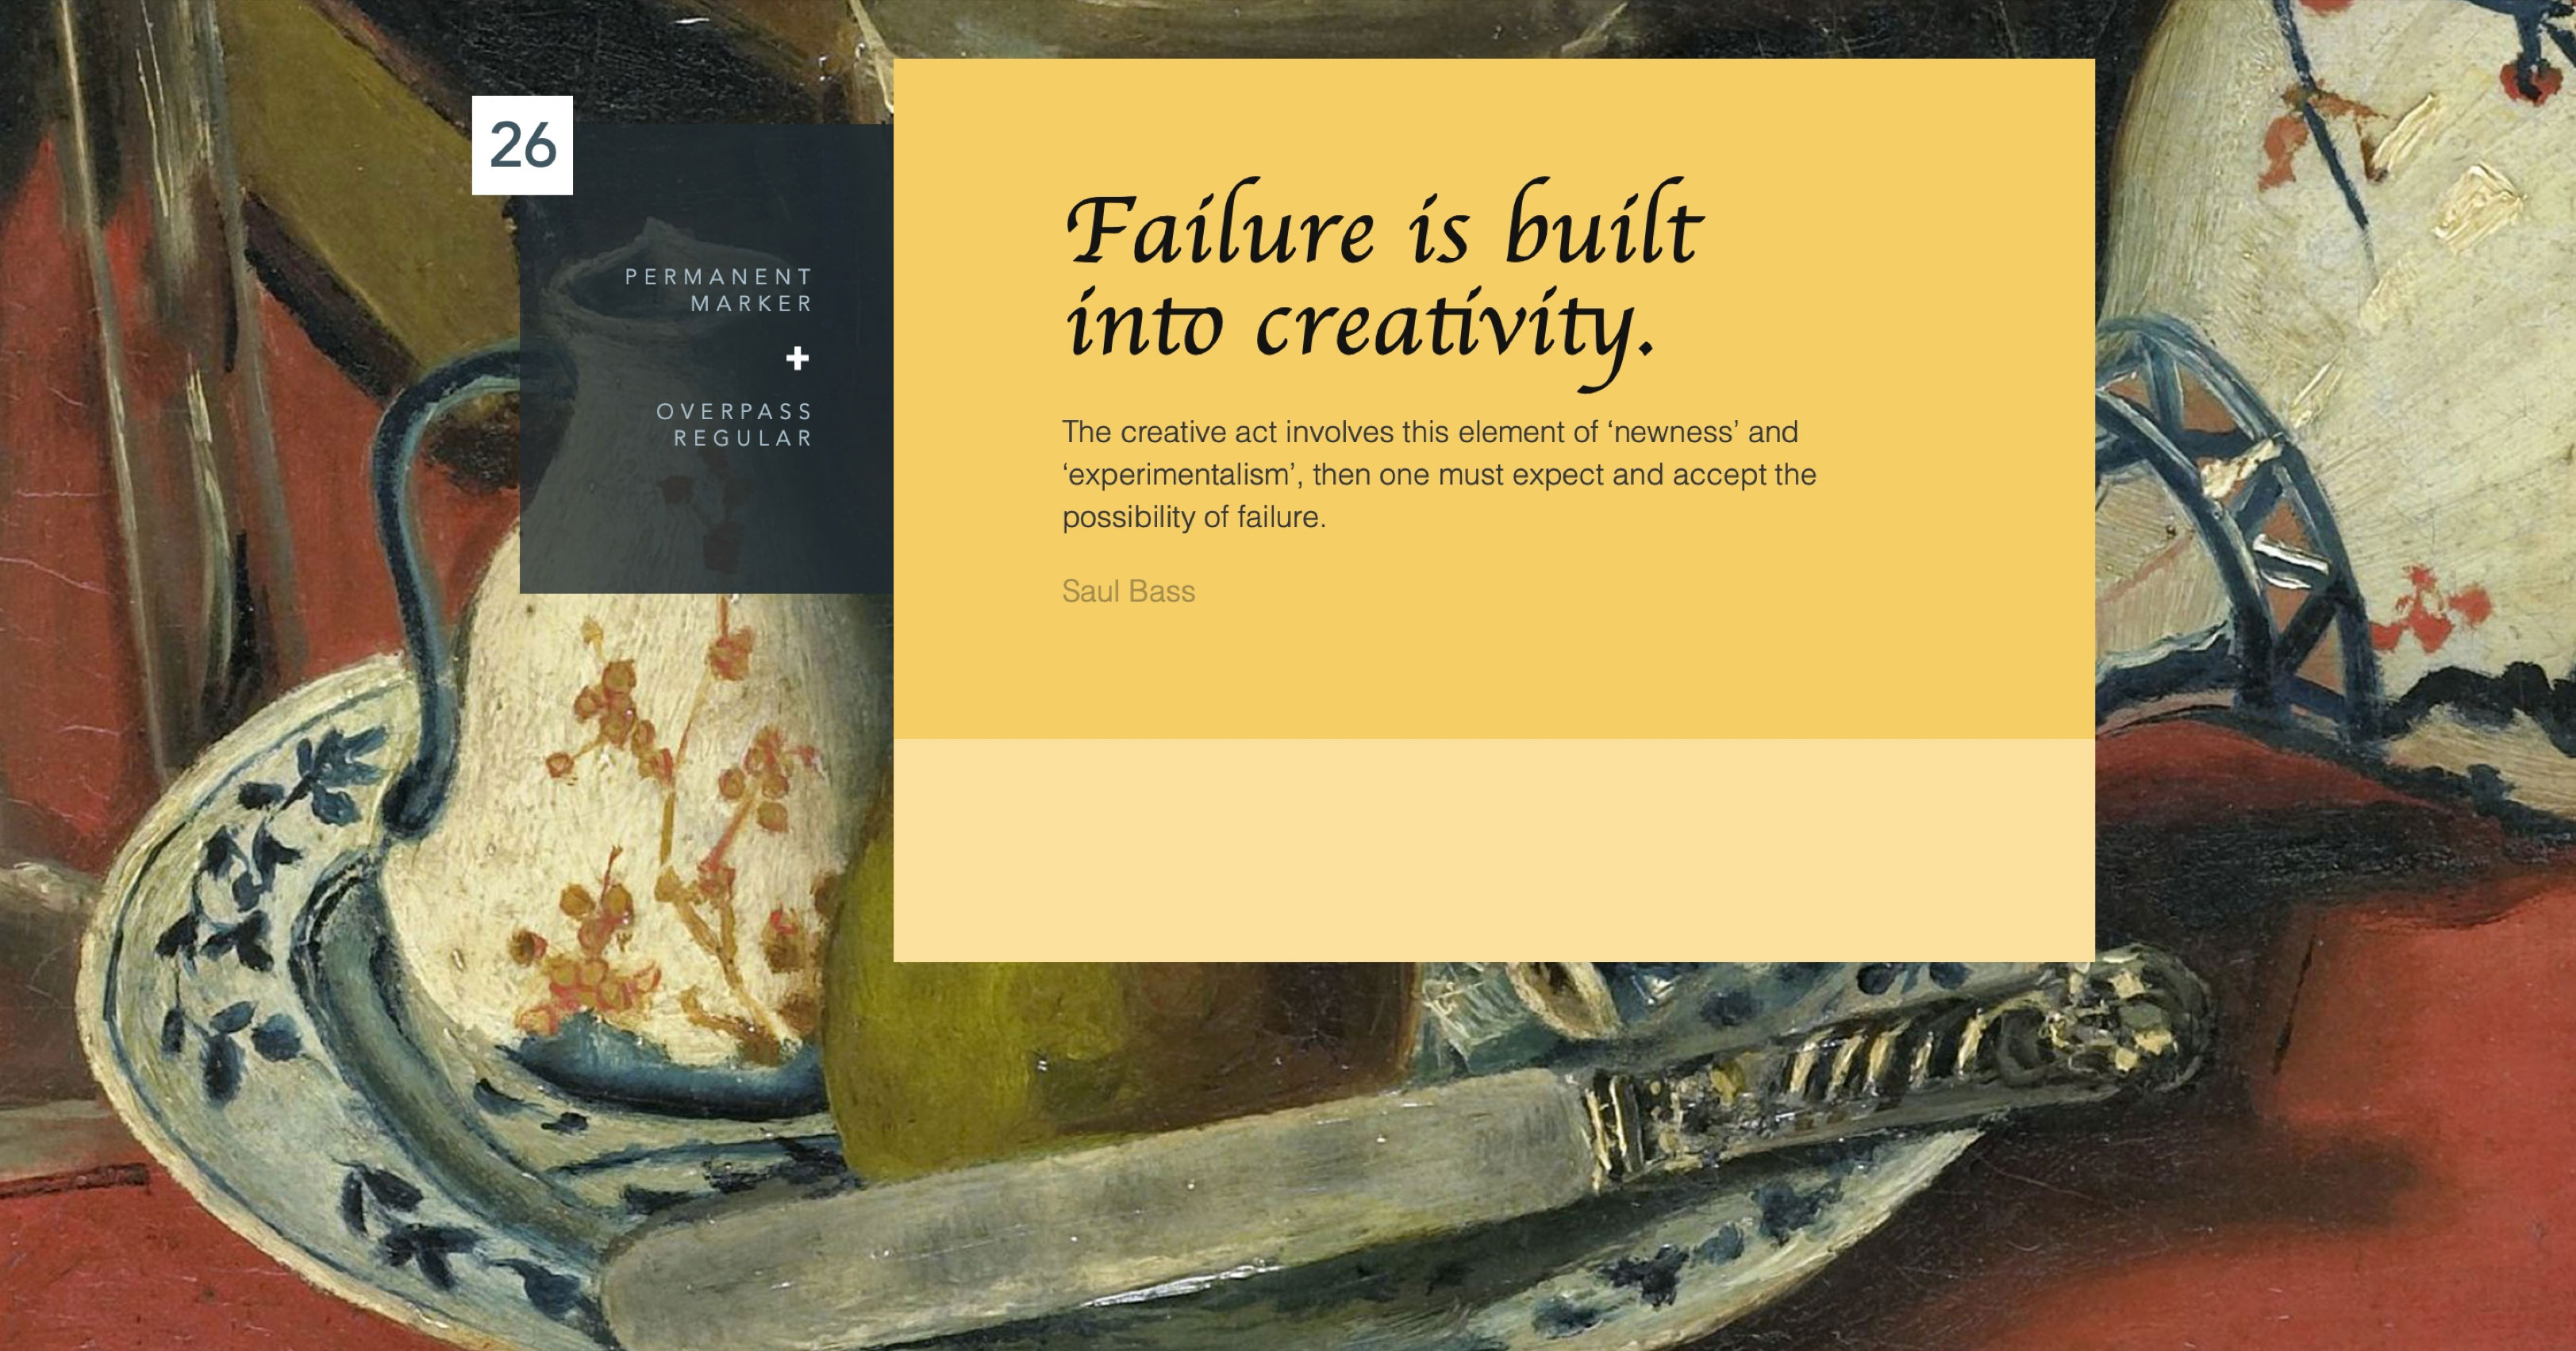 26
PERMANENT
MARKER
+
OVERPASS
REGULAR
Failure is built
into creativity.
The creative act involves this element of ‘newness’ and
‘experimentalism’, then one must expect and accept the
possibility of failure.
Saul Bass